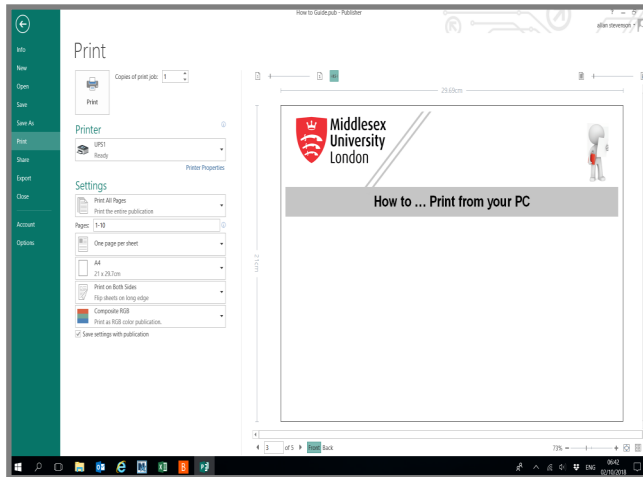 How to Guide.pub - Publisher
? – 
allan stevenson
Info
New
Open
Save
Save As
Print
Share
Export
Close
Account
Options
Print
Print
Copies of print job: 1
Printer
UPS1
Ready
Printer Properties
Settings
Print All Pages
Print the entire publication
Pages: 1-10
One page per sheet
A4
21 x 29.7cm
Print on Both Sides
Flip sheets on long edge
Composite RGB
Print as RGB color publication.
Save settings with publication
29.69cm
21cm
Middlesex
University
London
How to ... Print from your PC
3 of 5 Front Back
73%
ENG
06:42
02/10/2018